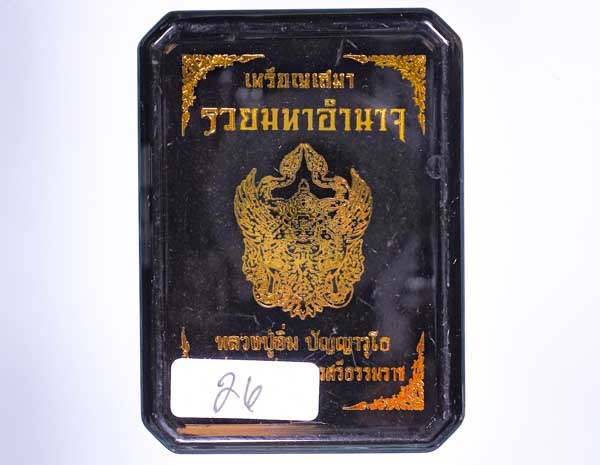 เหรียญเสมา
รวยมหาอำนาจ
หลวงปู่อิ่ม ปัญญาวุโธ
รศรีธรรมราช
26